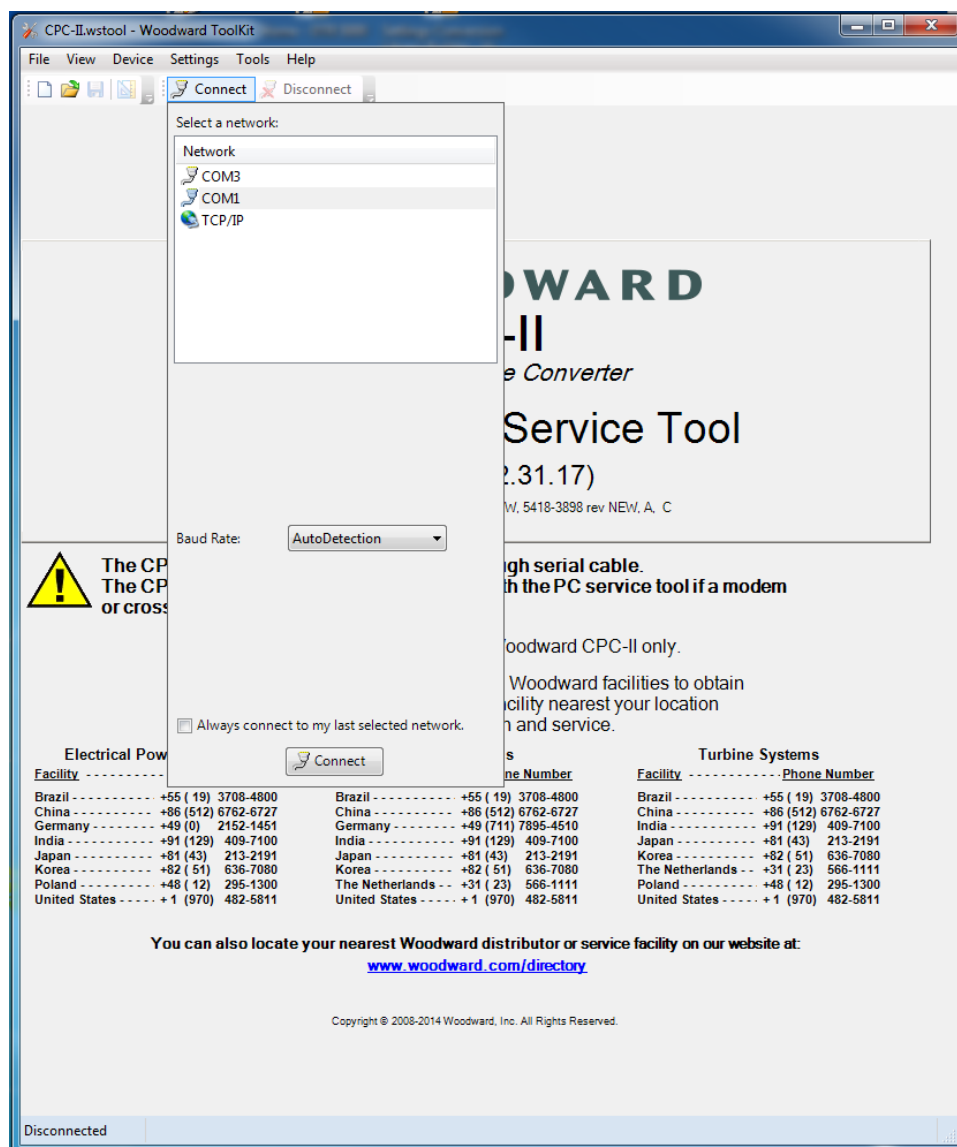 CPC-II.wstool - Woodward ToolKit
File View Device Settings Tools Help
Connect Disconnect
Select a network:
Network
COM3
COM1
TCP/IP
WARD
-II
e Converter
Service Tool
2.31.17)
W, 5418-3898 rev NEW, A, C
Baud Rate: AutoDetection
The CP gh serial cable.
The CP th the PC service tool if a modem
or cross
oodward CPC-II only.
Woodward facilities to obtain
cility nearest your location
n and service.
Always connect to my last selected network.
Connect
Electrical Pow s Turbine Systems
Facility - - - - - - - - - - ne Number Facility - - - - - - - - - - - Phone Number
Brazil - - - - - - - - - - +55 ( 19) 3708-4800 Brazil - - - - - - - - - - +55 ( 19) 3708-4800 Brazil - - - - - - - - - - +55 ( 19) 3708-4800
China - - - - - - - - - - +86 (512) 6762-6727 China - - - - - - - - - - +86 (512) 6762-6727 China - - - - - - - - - - +86 (512) 6762-6727
Germany - - - - - - - - +49 (0) 2152-1451 Germany - - - - - - - - +49 (711) 7895-4510 India - - - - - - - - - - - +91 (129) 409-7100
India - - - - - - - - - - - +91 (129) 409-7100 India - - - - - - - - - - - +91 (129) 409-7100 Japan - - - - - - - - - - +81 (43) 213-2191
Japan - - - - - - - - - - +81 (43) 213-2191 Japan - - - - - - - - - - +81 (43) 213-2191 Korea - - - - - - - - - - +82 ( 51) 636-7080
Korea - - - - - - - - - - +82 ( 51) 636-7080 Korea - - - - - - - - - - +82 ( 51) 636-7080 The Netherlands - - +31 ( 23) 566-1111
Poland - - - - - - - - - - +48 ( 12) 295-1300 The Netherlands - - +31 ( 23) 566-1111 Poland - - - - - - - - - - +48 ( 12) 295-1300
United States - - - - - + 1 (970) 482-5811 United States - - - - - + 1 (970) 482-5811 United States - - - - - + 1 (970) 482-5811
You can also locate your nearest Woodward distributor or service facility on our website at:
www.woodward.com/directory
Copyright © 2008-2014 Woodward, Inc. All Rights Reserved.
Disconnected